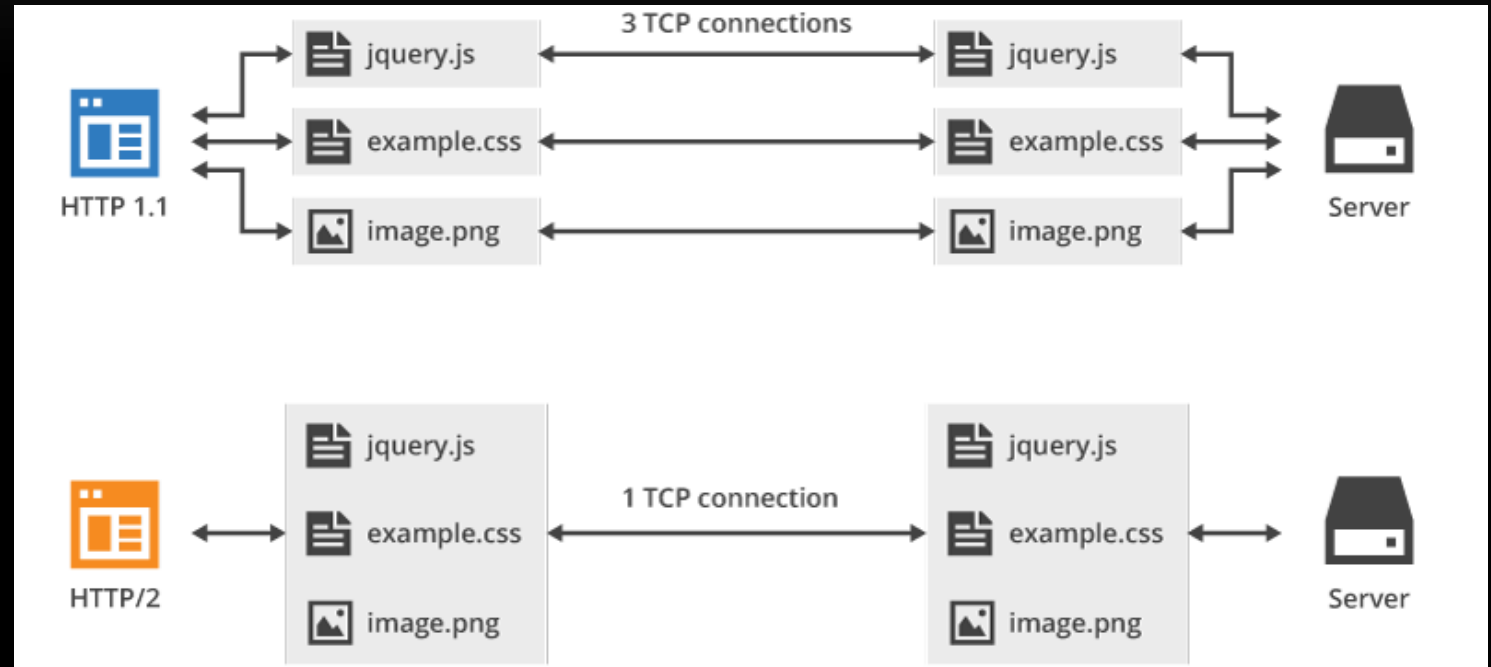 3 TCP connections
jquery.js
jquery.js
example.css
example.css
HTTP 1.1
Server
image.png
image.png
jquery.js
jquery.js
1 TCP connection
example.css
example.css
HTTP/2
Server
image.png
image.png